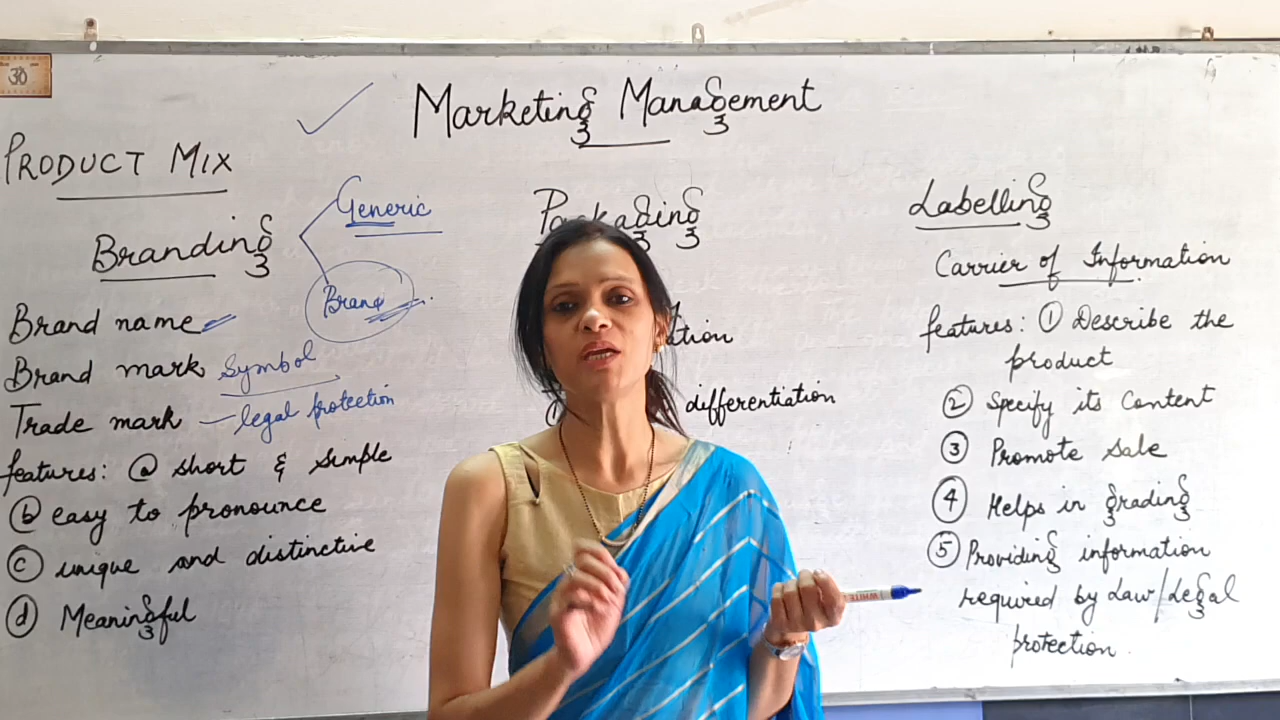 ॐ
Marketing Management
PRODUCT MIX
Branding
Generic
Brand
Brand name
Brand mark Symbol
Trade mark – legal protection
features: ⓐ short & simple
ⓑ easy to pronounce
ⓒ unique and distinctive
ⓓ Meaningful
Packaging
differentiation
Labelling
Carrier of Information
features: ① Describe the
product
② Specify its Content
③ Promote sale
④ Helps in grading
⑤ Providing information
required by Law/Legal
protection.
WHITE